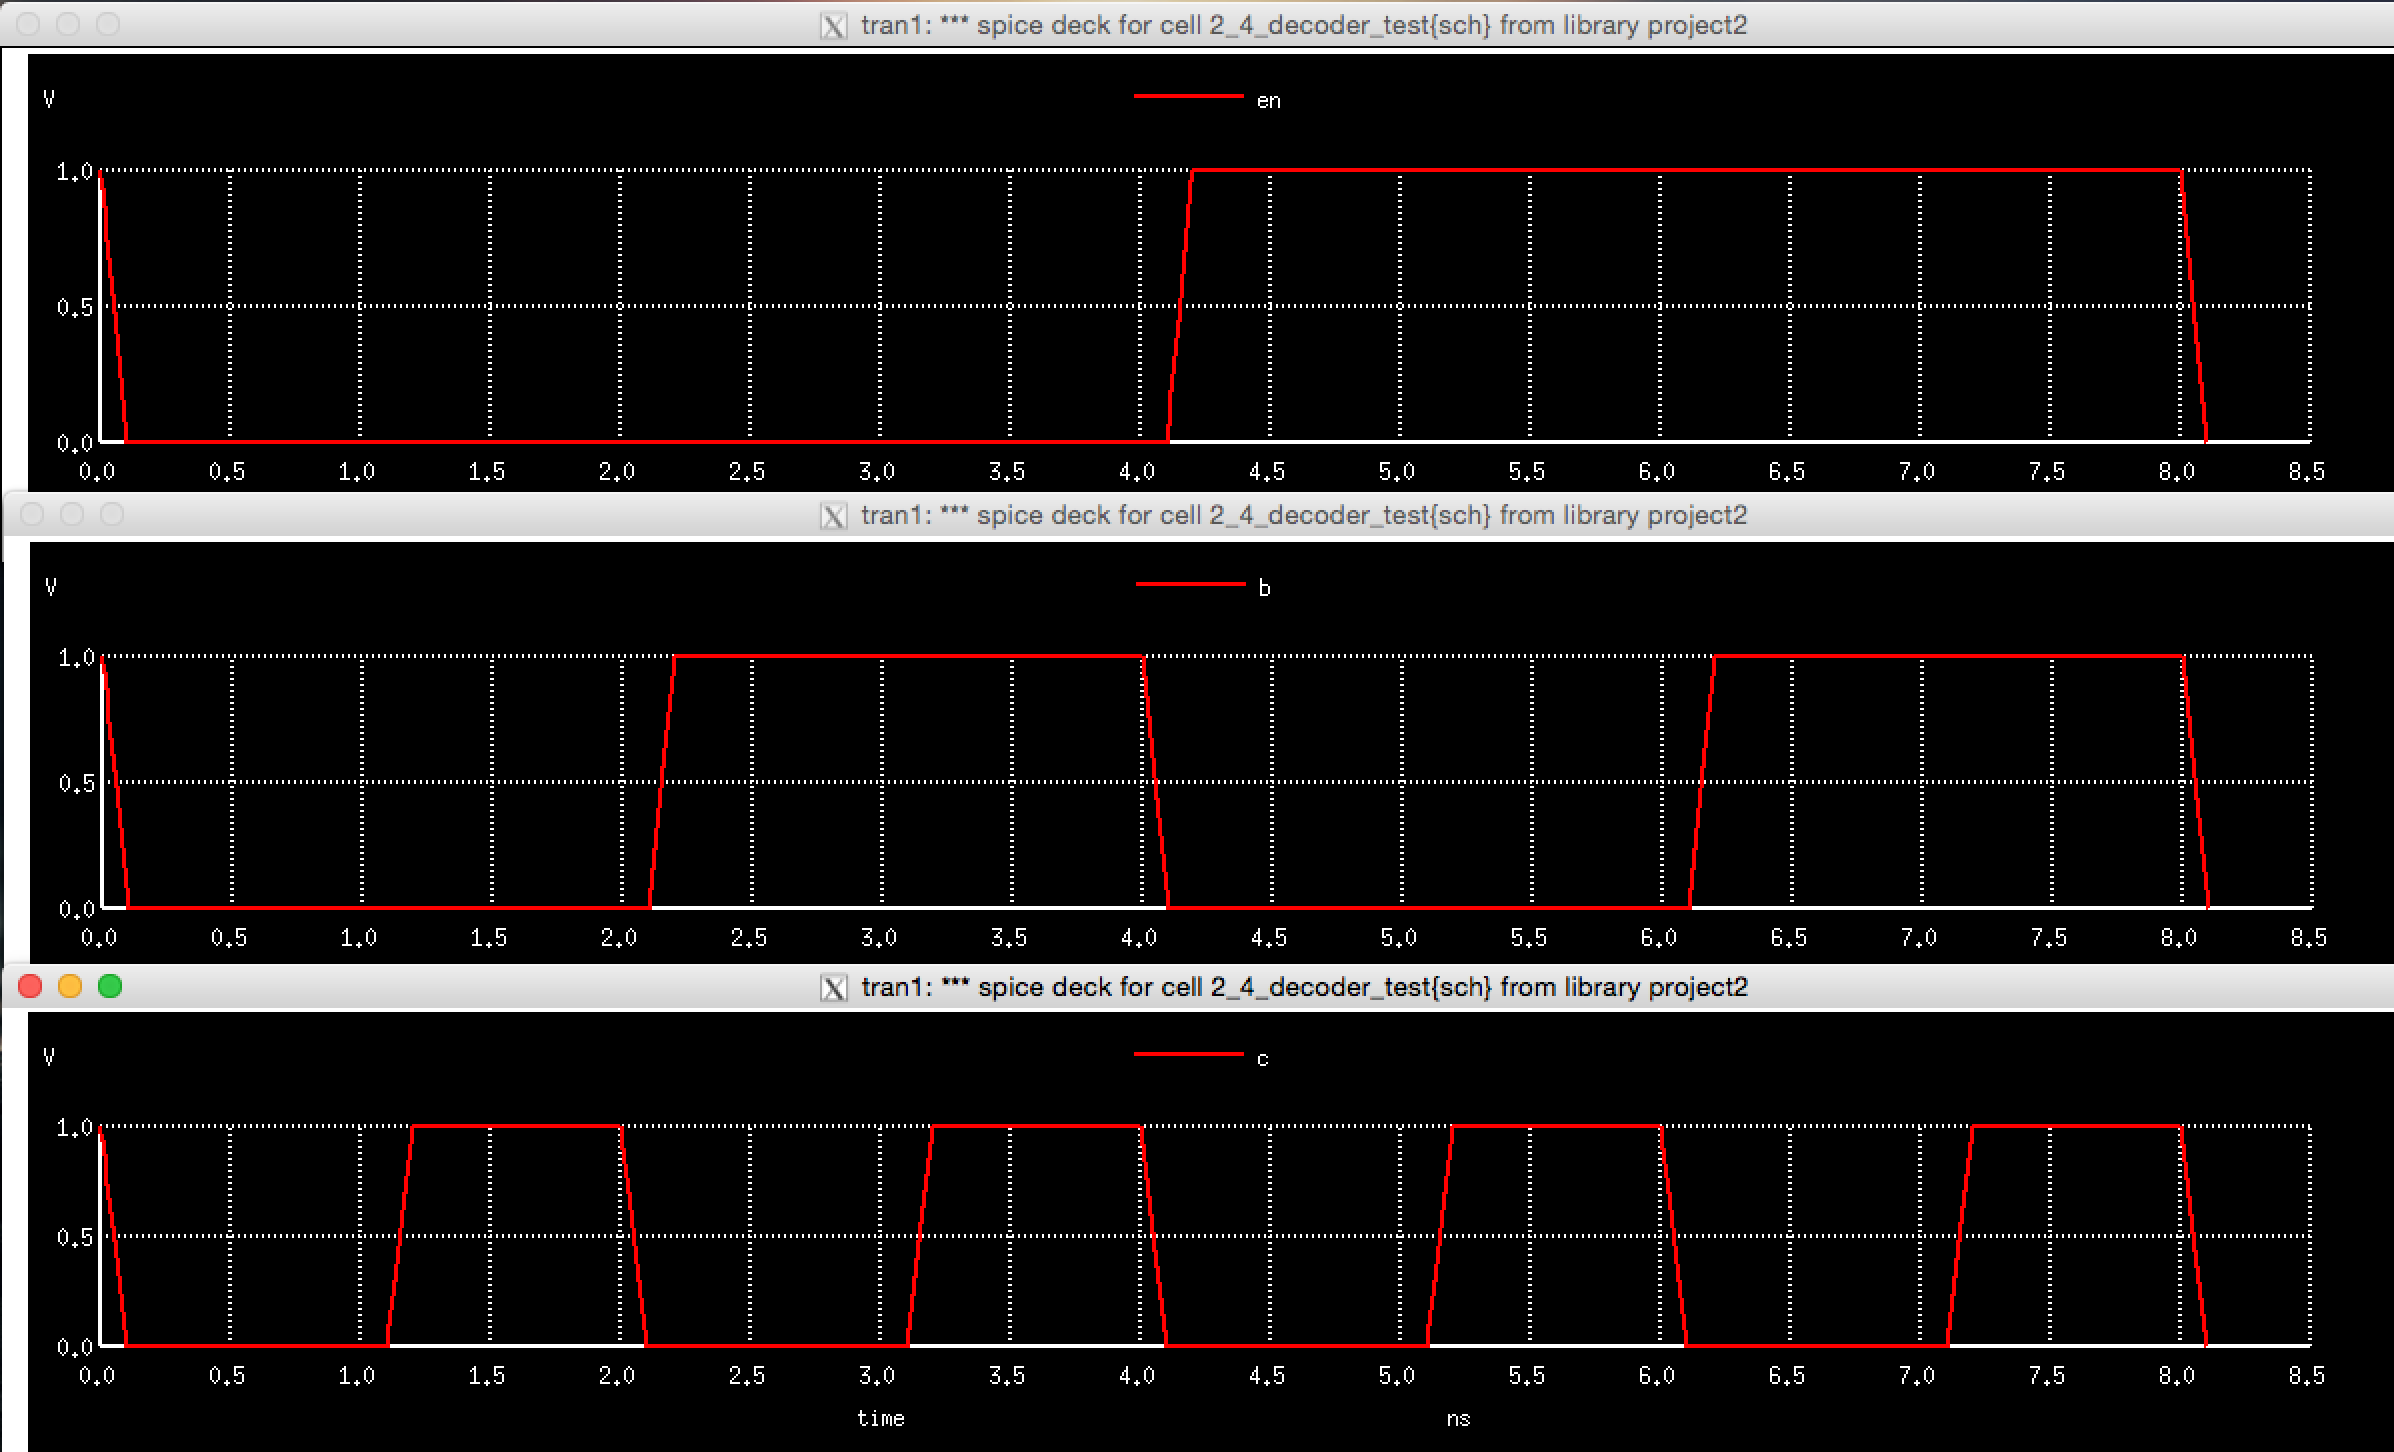 tran1: *** spice deck for cell 2_4_decoder_test{sch} from library project2
V
en
1.0
0.5
0.0
0.0 0.5 1.0 1.5 2.0 2.5 3.0 3.5 4.0 4.5 5.0 5.5 6.0 6.5 7.0 7.5 8.0 8.5
tran1: *** spice deck for cell 2_4_decoder_test{sch} from library project2
V
b
1.0
0.5
0.0
0.0 0.5 1.0 1.5 2.0 2.5 3.0 3.5 4.0 4.5 5.0 5.5 6.0 6.5 7.0 7.5 8.0 8.5
tran1: *** spice deck for cell 2_4_decoder_test{sch} from library project2
V
c
1.0
0.5
0.0
0.0 0.5 1.0 1.5 2.0 2.5 3.0 3.5 4.0 4.5 5.0 5.5 6.0 6.5 7.0 7.5 8.0 8.5
time ns